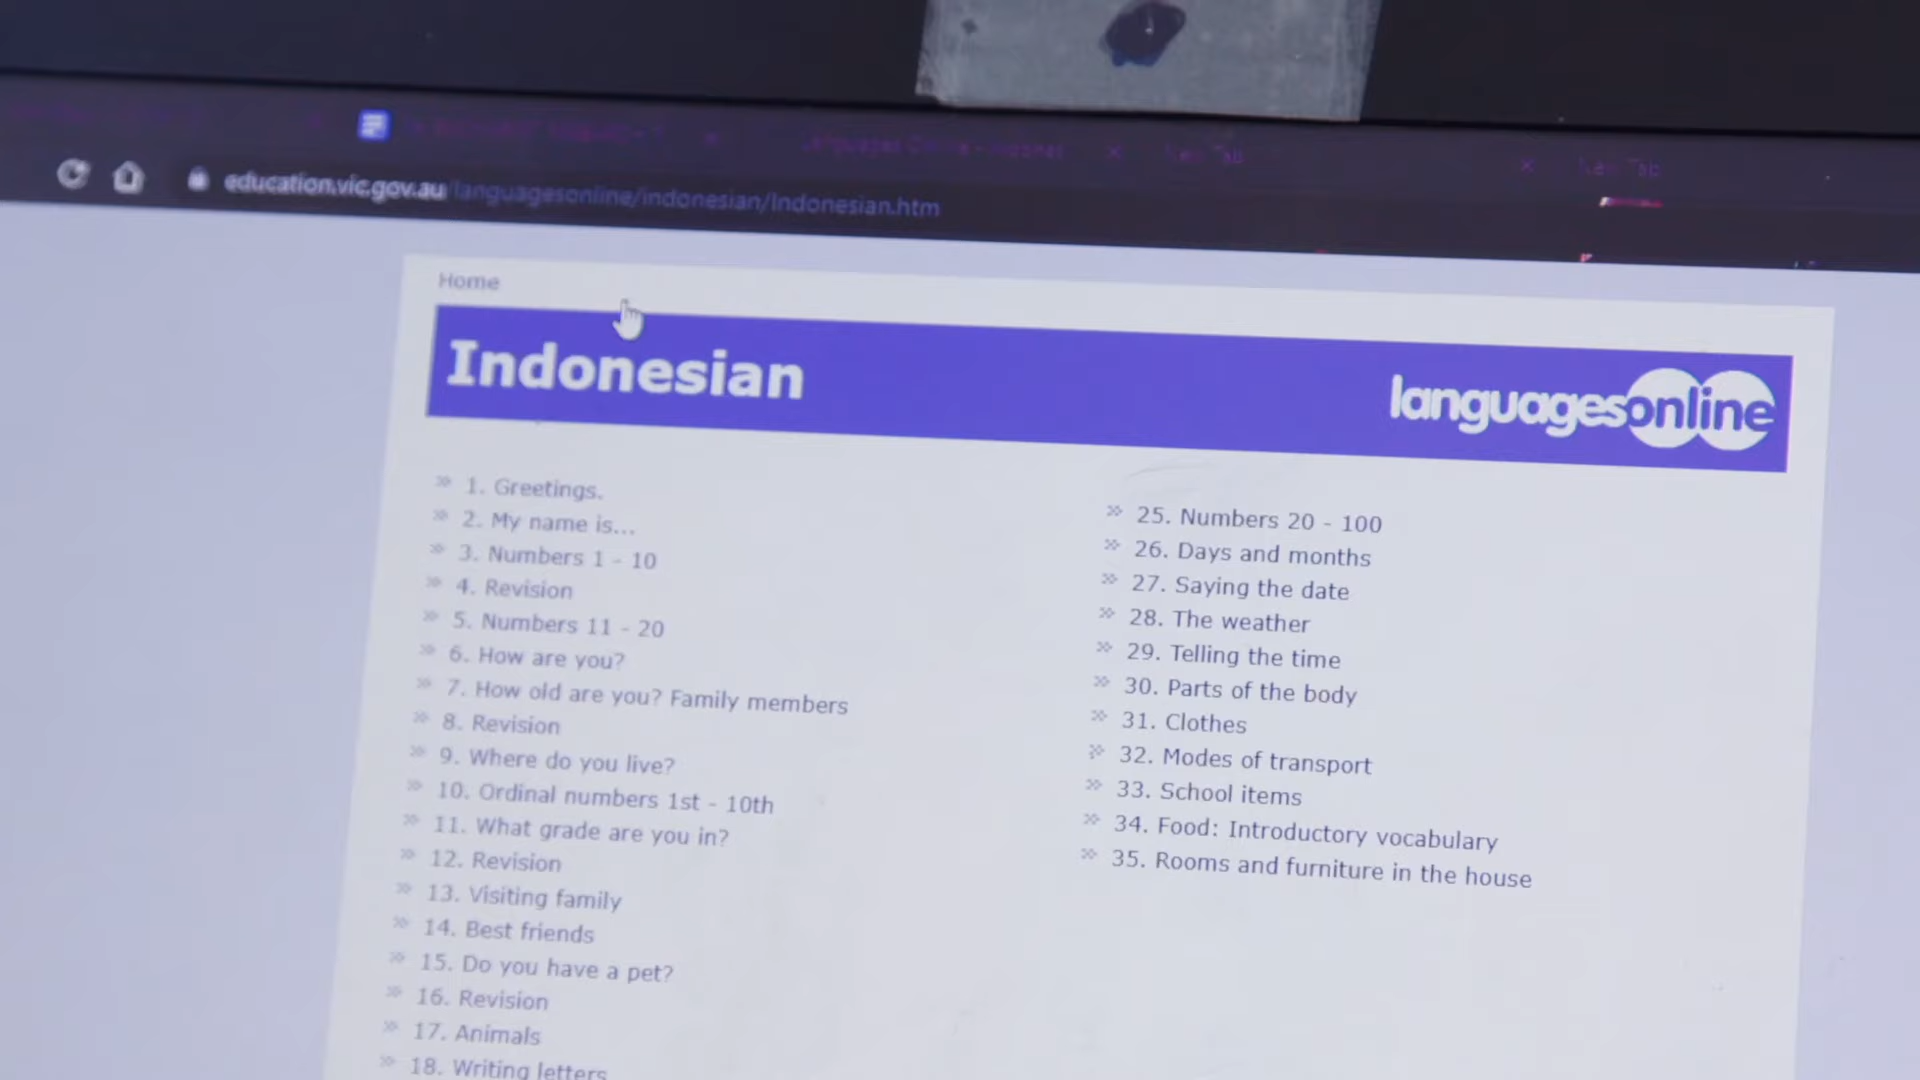 New Tab
New Tab
education.vic.gov.au/languagesonline/indonesian/Indonesian.htm
Home
Indonesian
languagesonline
1. Greetings.
2. My name is...
3. Numbers 1 - 10
4. Revision
5. Numbers 11 - 20
6. How are you?
7. How old are you? Family members
8. Revision
9. Where do you live?
10. Ordinal numbers 1st - 10th
11. What grade are you in?
12. Revision
13. Visiting family
14. Best friends
15. Do you have a pet?
16. Revision
17. Animals
18. Writing letters
25. Numbers 20 - 100
26. Days and months
27. Saying the date
28. The weather
29. Telling the time
30. Parts of the body
31. Clothes
32. Modes of transport
33. School items
34. Food: Introductory vocabulary
35. Rooms and furniture in the house